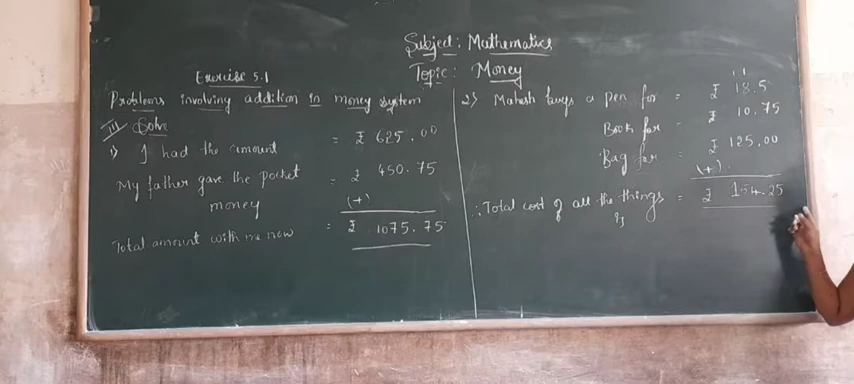 Subject: Mathematics
Topic: Money
Exercise 5.1
Problems involving addition in money system
III Solve
1) I had the amount = ₹ 625.00
My father gave the pocket money = ₹ 450.75
(+)
Total amount with me now = ₹ 1075.75
1 1
2) Mahesh buys a pen for = ₹ 18.5
Book for = ₹ 10.75
Bag for = ₹ 125.00
(+)
∴ Total cost of all the things is = ₹ 154.25